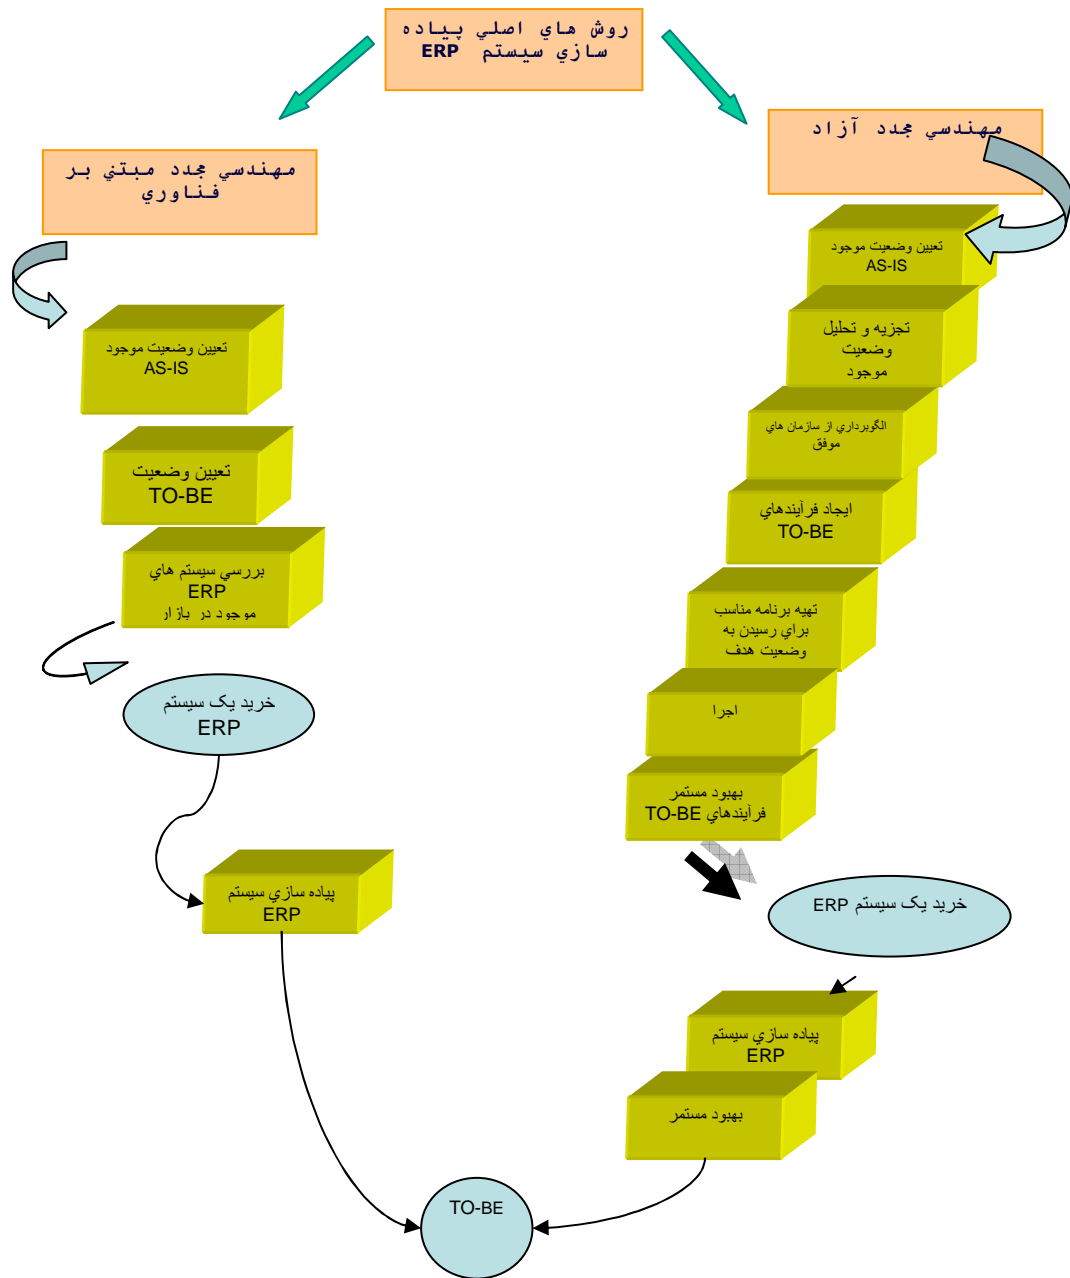 روش هاي اصلي پياده
سازي سيستم ERP
مهندسي مجدد آزاد
مهندسي مجدد مبتني بر
فناوري
تعيين وضعيت موجود
AS-IS
تجزيه و تحليل
وضعيت
موجود
الگوبرداري از سازمان هاي
موفق
ايجاد فرآيندهاي
TO-BE
تهيه برنامه مناسب
براي رسيدن به
وضعيت هدف
اجرا
بهبود مستمر
فرآيندهاي TO-BE
خريد يک سيستم ERP
پياده سازي سيستم
ERP
بهبود مستمر
تعيين وضعيت موجود
AS-IS
تعيين وضعيت
TO-BE
بررسي سيستم هاي
ERP
موجود در بازار
خريد يک سيستم
ERP
پياده سازي سيستم
ERP
TO-BE